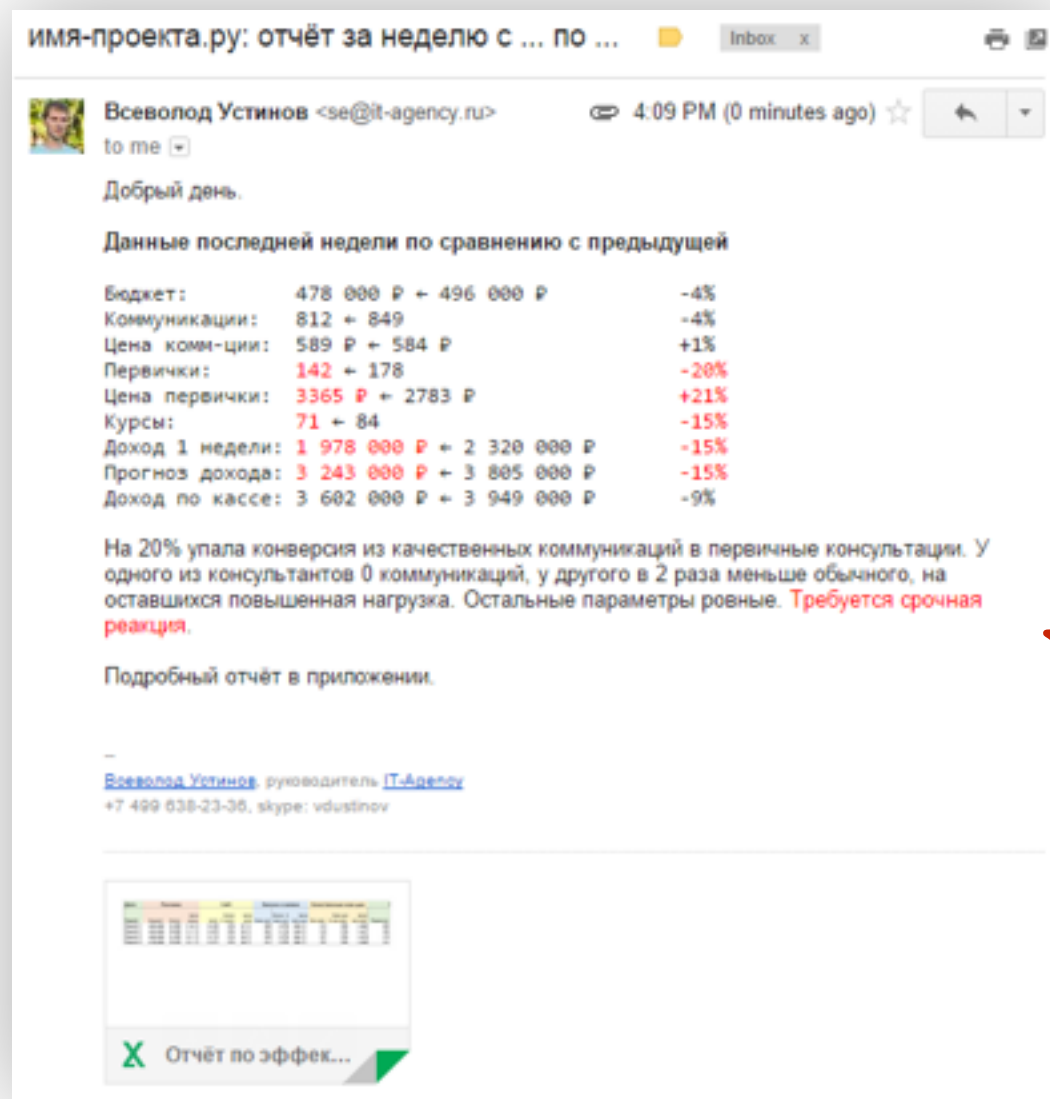 имя-проекта.ру: отчёт за неделю с ... по ... Inbox x
Всеволод Устинов <se@it-agency.ru> 4:09 PM (0 minutes ago)
to me
Добрый день.
Данные последней недели по сравнению с предыдущей
Бюджет: 478 000 ₽ ← 496 000 ₽ -4%
Коммуникации: 812 ← 849 -4%
Цена комм-ции: 589 ₽ ← 584 ₽ +1%
Первички: 142 ← 178 -20%
Цена первички: 3365 ₽ ← 2783 ₽ +21%
Курсы: 71 ← 84 -15%
Доход 1 недели: 1 978 000 ₽ ← 2 320 000 ₽ -15%
Прогноз дохода: 3 243 000 ₽ ← 3 805 000 ₽ -15%
Доход по кассе: 3 602 000 ₽ ← 3 949 000 ₽ -9%
На 20% упала конверсия из качественных коммуникаций в первичные консультации. У
одного из консультантов 0 коммуникаций, у другого в 2 раза меньше обычного, на
оставшихся повышенная нагрузка. Остальные параметры ровные. Требуется срочная
реакция.
Подробный отчёт в приложении.
–
Всеволод Устинов, руководитель IT-Agency
+7 499 638-23-36, skype: vdustinov
Отчёт по эффек...